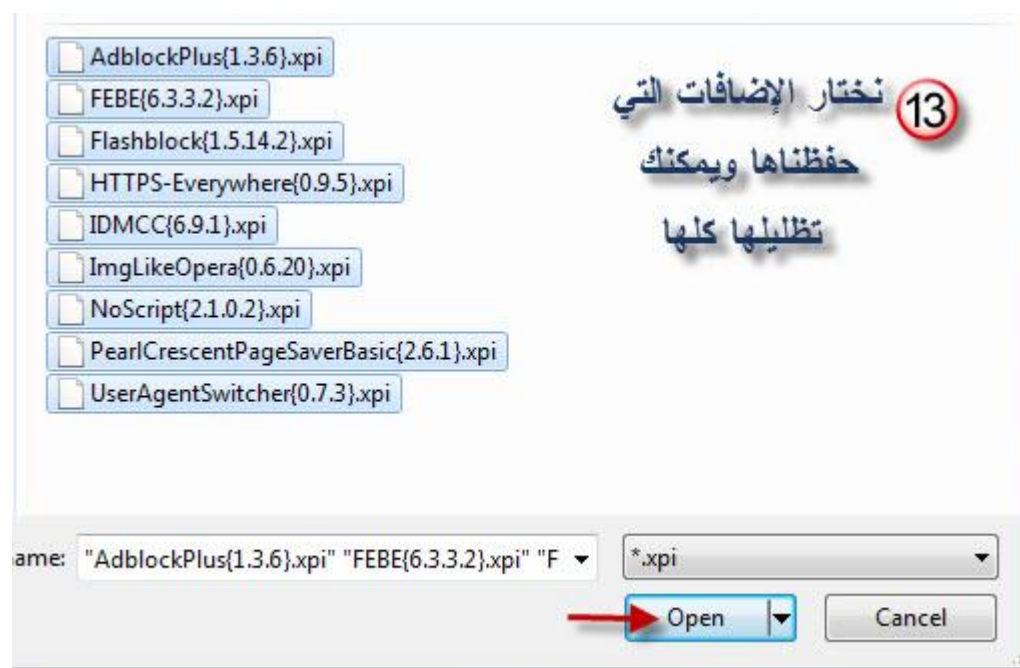 AdblockPlus{1.3.6}.xpi
FEBE{6.3.3.2}.xpi
Flashblock{1.5.14.2}.xpi
HTTPS-Everywhere{0.9.5}.xpi
IDMCC{6.9.1}.xpi
ImgLikeOpera{0.6.20}.xpi
NoScript{2.1.0.2}.xpi
PearlCrescentPageSaverBasic{2.6.1}.xpi
UserAgentSwitcher{0.7.3}.xpi
13 نختار الإضافات التي
حفظناها ويمكنك
تظليلها كلها
ame: "AdblockPlus{1.3.6}.xpi" "FEBE{6.3.3.2}.xpi" "F
*.xpi
Open
Cancel